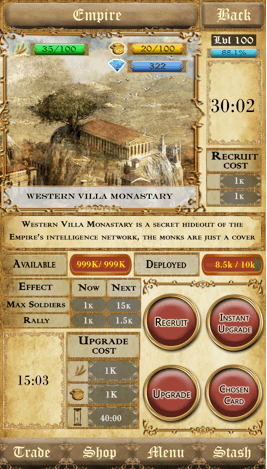 Empire
Back
35/100
20/100
322
Lvl 100
88.1%
30:02
Recruit
cost
1k
1k
Western Villa Monastary
Western Villa Monastary is a secret hideout of the
Empire's intelligence network, the monks are just a cover
Available 999K/ 999K Deployed 8.5k / 10k
Effect Now Next
Max Soldiers 1k 15k
Rally 1k 1.5k
Upgrade
cost
15:03
1K
1K
40:00
Recruit
Instant
Upgrade
Upgrade
Chosen
Card
Trade Shop Menu Stash